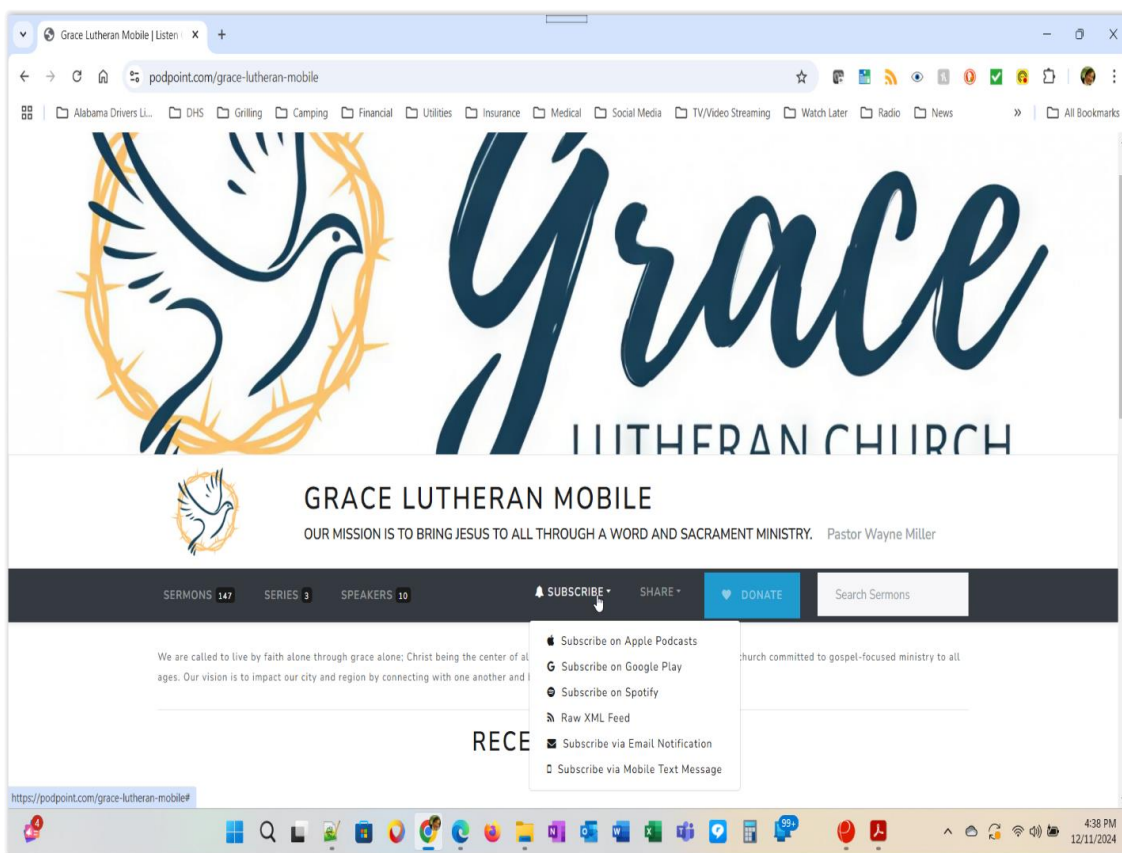 Grace Lutheran Mobile | Listen
podpoint.com/grace-lutheran-mobile
Alabama Drivers Li... DHS Grilling Camping Financial Utilities Insurance Medical Social Media TV/Video Streaming Watch Later Radio News » All Bookmarks
grace
LUTHERAN CHURCH
GRACE LUTHERAN MOBILE
OUR MISSION IS TO BRING JESUS TO ALL THROUGH A WORD AND SACRAMENT MINISTRY. Pastor Wayne Miller
SERMONS 147 SERIES 3 SPEAKERS 10 SUBSCRIBE SHARE DONATE Search Sermons
Subscribe on Apple Podcasts
We are called to live by faith alone through grace alone; Christ being the center of church committed to gospel-focused ministry to all
Subscribe on Google Play
ages. Our vision is to impact our city and region by connecting with one another and
Subscribe on Spotify
Raw XML Feed
RECE
Subscribe via Email Notification
Subscribe via Mobile Text Message
https://podpoint.com/grace-lutheran-mobile#
4 99+ 4:38 PM
12/11/2024